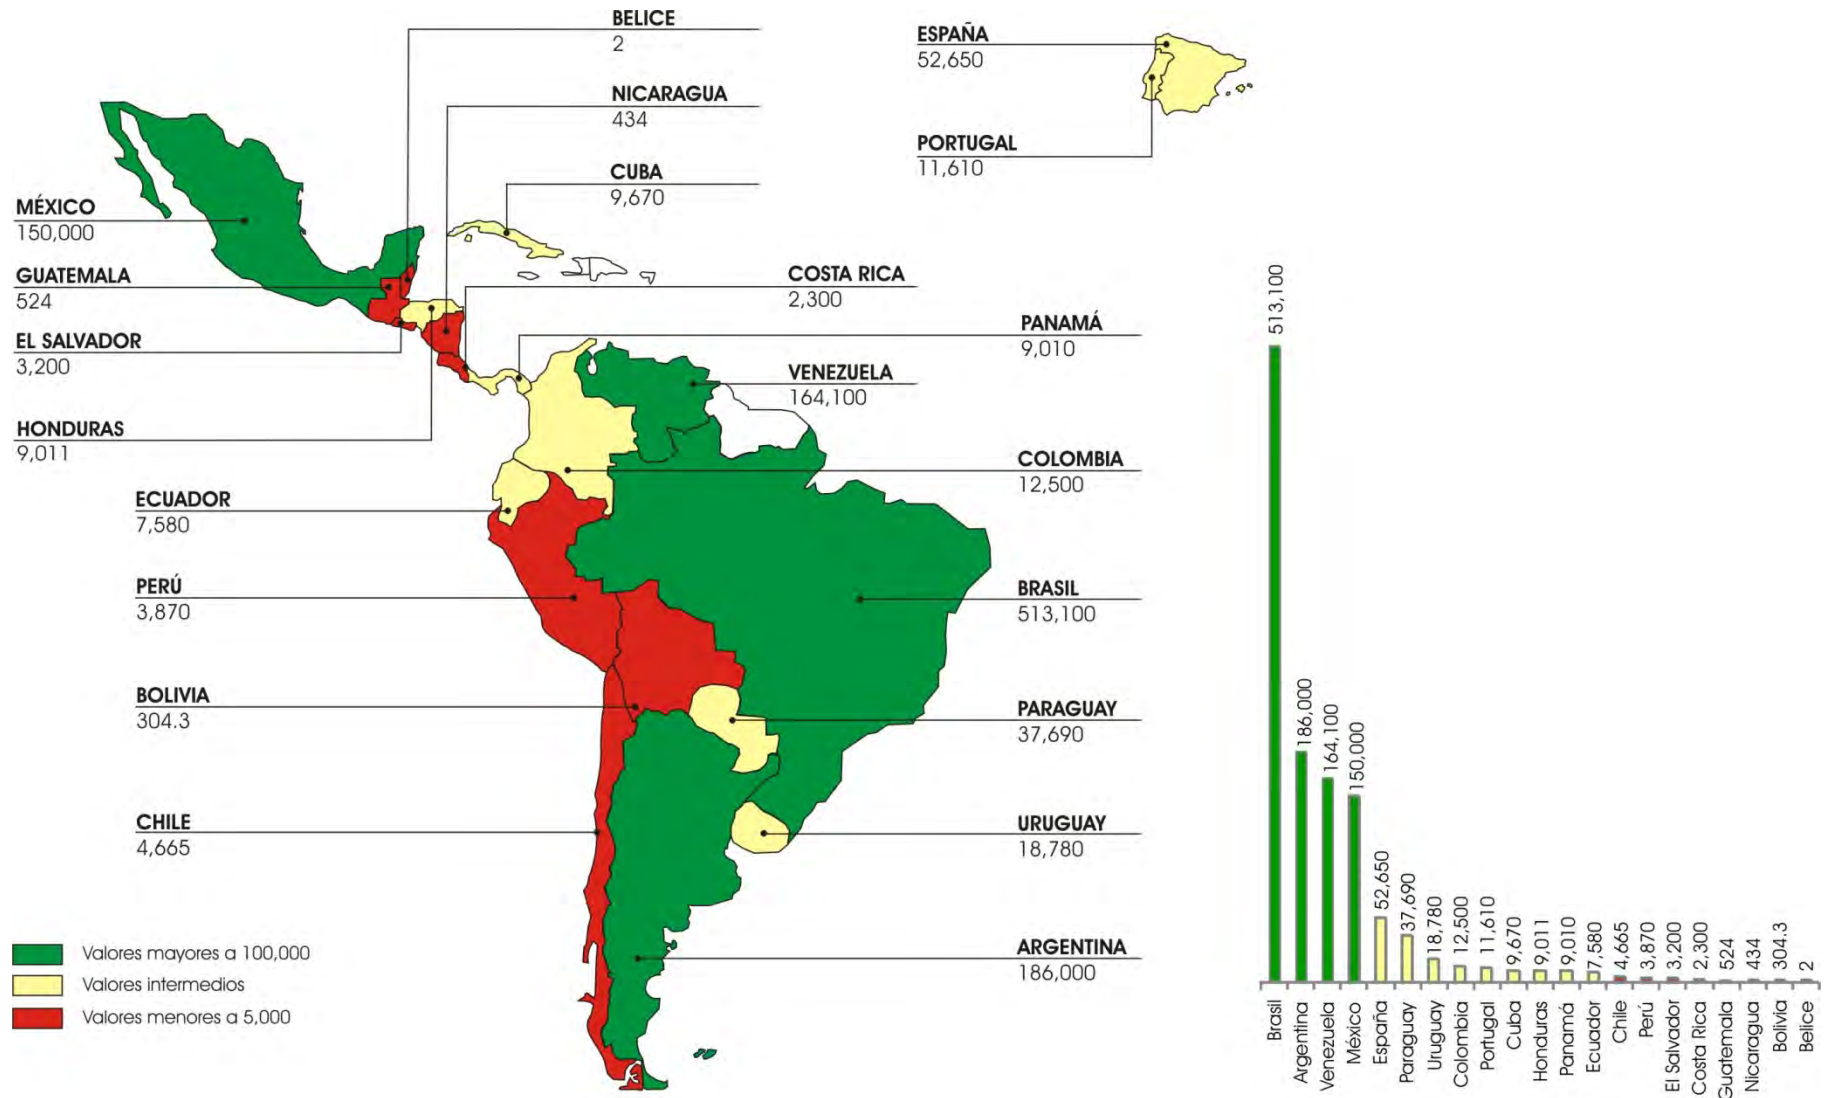 BELICE
2
NICARAGUA
434
CUBA
9,670
ESPAÑA
52,650
PORTUGAL
11,610
MÉXICO
150,000
GUATEMALA
524
EL SALVADOR
3,200
HONDURAS
9,011
COSTA RICA
2,300
PANAMÁ
9,010
VENEZUELA
164,100
COLOMBIA
12,500
ECUADOR
7,580
PERÚ
3,870
BRASIL
513,100
BOLIVIA
304.3
PARAGUAY
37,690
CHILE
4,665
URUGUAY
18,780
ARGENTINA
186,000
Valores mayores a 100,000
Valores intermedios
Valores menores a 5,000
513,100
186,000
164,100
150,000
52,650
37,690
18,780
12,500
11,610
9,670
9,011
9,010
7,580
4,665
3,870
3,200
2,300
524
434
304.3
2
Brasil
Argentina
Venezuela
México
España
Paraguay
Uruguay
Colombia
Portugal
Cuba
Honduras
Panamá
Ecuador
Chile
Perú
El Salvador
Costa Rica
Guatemala
Nicaragua
Bolivia
Belice